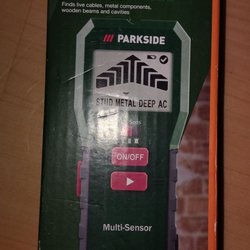 Finds live cables, metal components,
wooden beams and cavities
/// PARKSIDE
STUD METAL DEEP AC
ON/OFF
Multi-Sensor